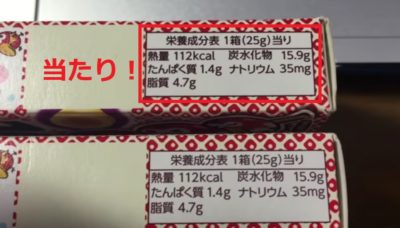 当たり！
栄養成分表 1箱(25g)当り
熱量 112kcal 炭水化物 15.9g
たんぱく質 1.4g ナトリウム 35mg
脂質 4.7g
栄養成分表 1箱(25g)当り
熱量 112kcal 炭水化物 15.9g
たんぱく質 1.4g ナトリウム 35mg
脂質 4.7g